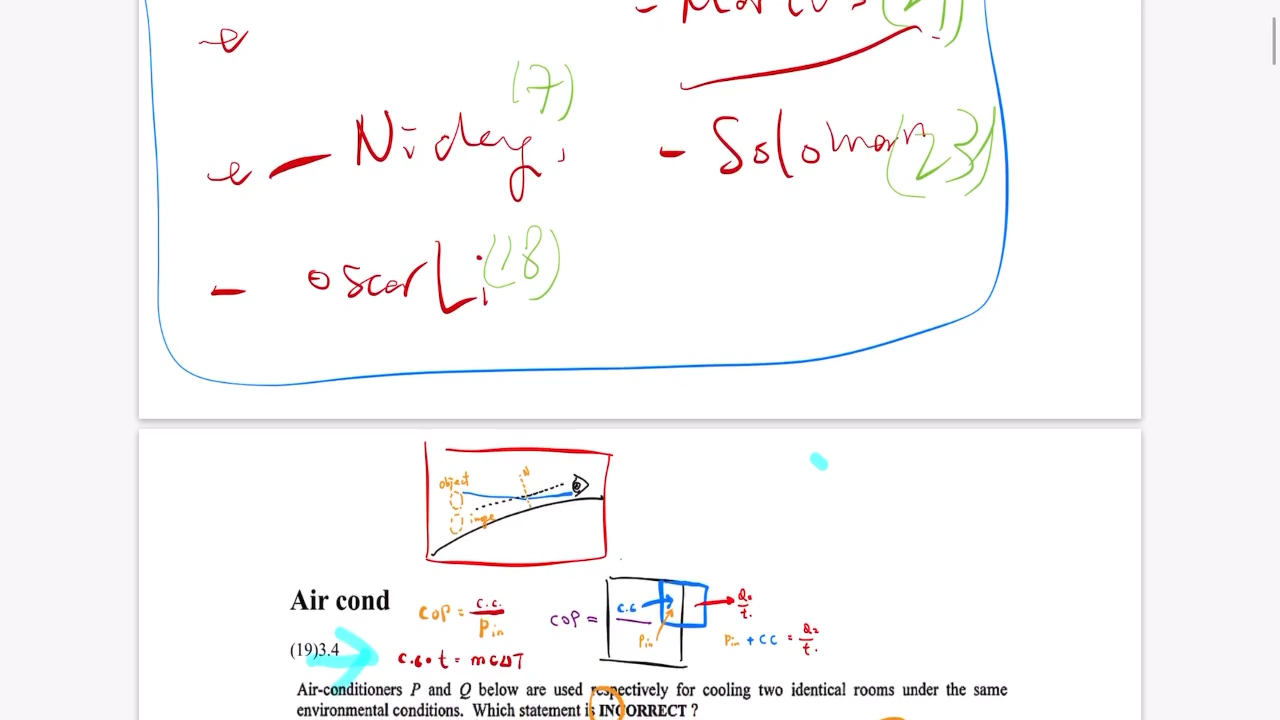 (7)
- Solomon (23)
- Oscar Li (18)
object
N
image
Air cond
COP = C.C. / Pin
COP =
C.C
Pin
Q2/t.
Pin + CC = Q2/t.
(19)3.4
C.C. • t = mcΔT
Air-conditioners P and Q below are used respectively for cooling two identical rooms under the same
environmental conditions. Which statement is INCORRECT ?